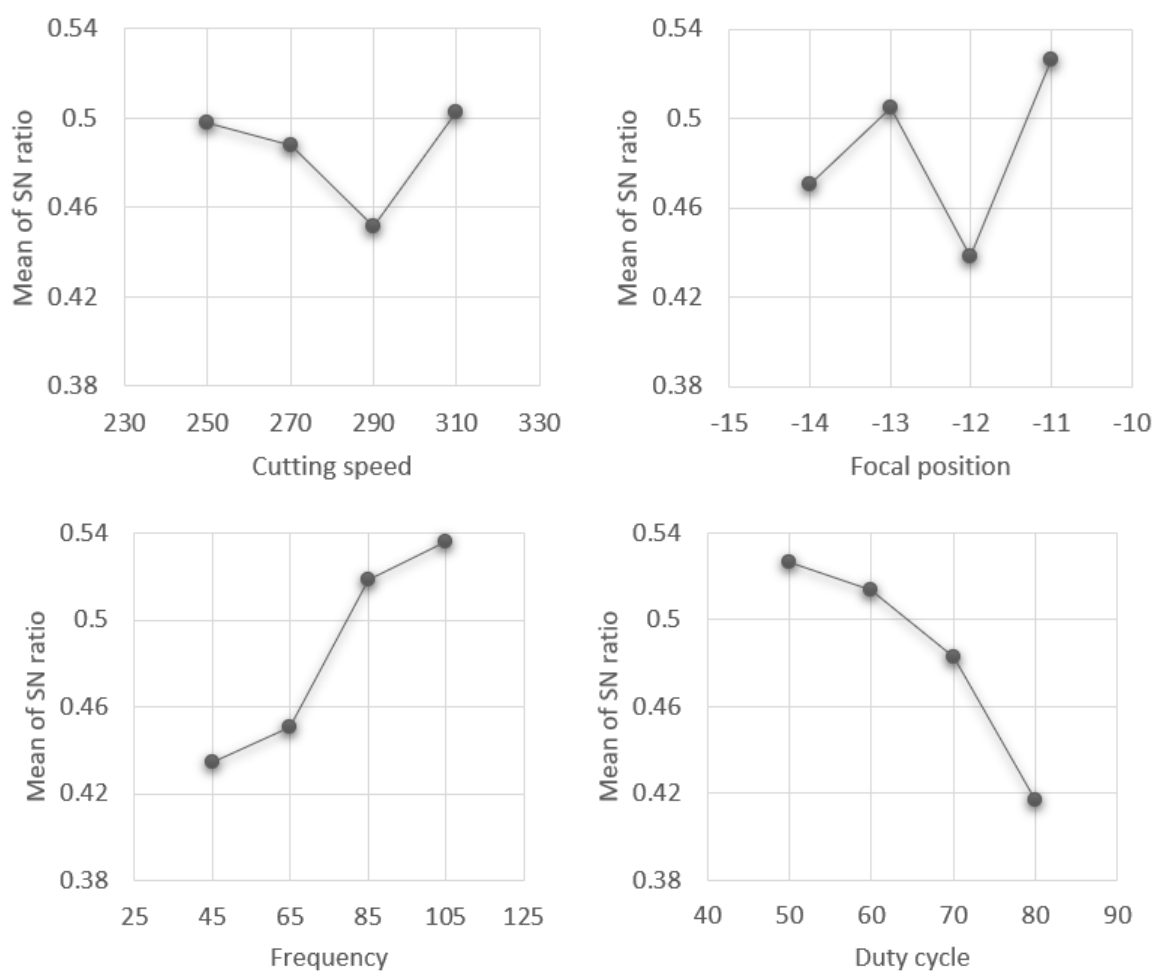 0.54
0.5
0.46
0.42
0.38
Mean of SN ratio
230 250 270 290 310 330
Cutting speed
0.54
0.5
0.46
0.42
0.38
Mean of SN ratio
-15 -14 -13 -12 -11 -10
Focal position
0.54
0.5
0.46
0.42
0.38
Mean of SN ratio
25 45 65 85 105 125
Frequency
0.54
0.5
0.46
0.42
0.38
Mean of SN ratio
40 50 60 70 80 90
Duty cycle